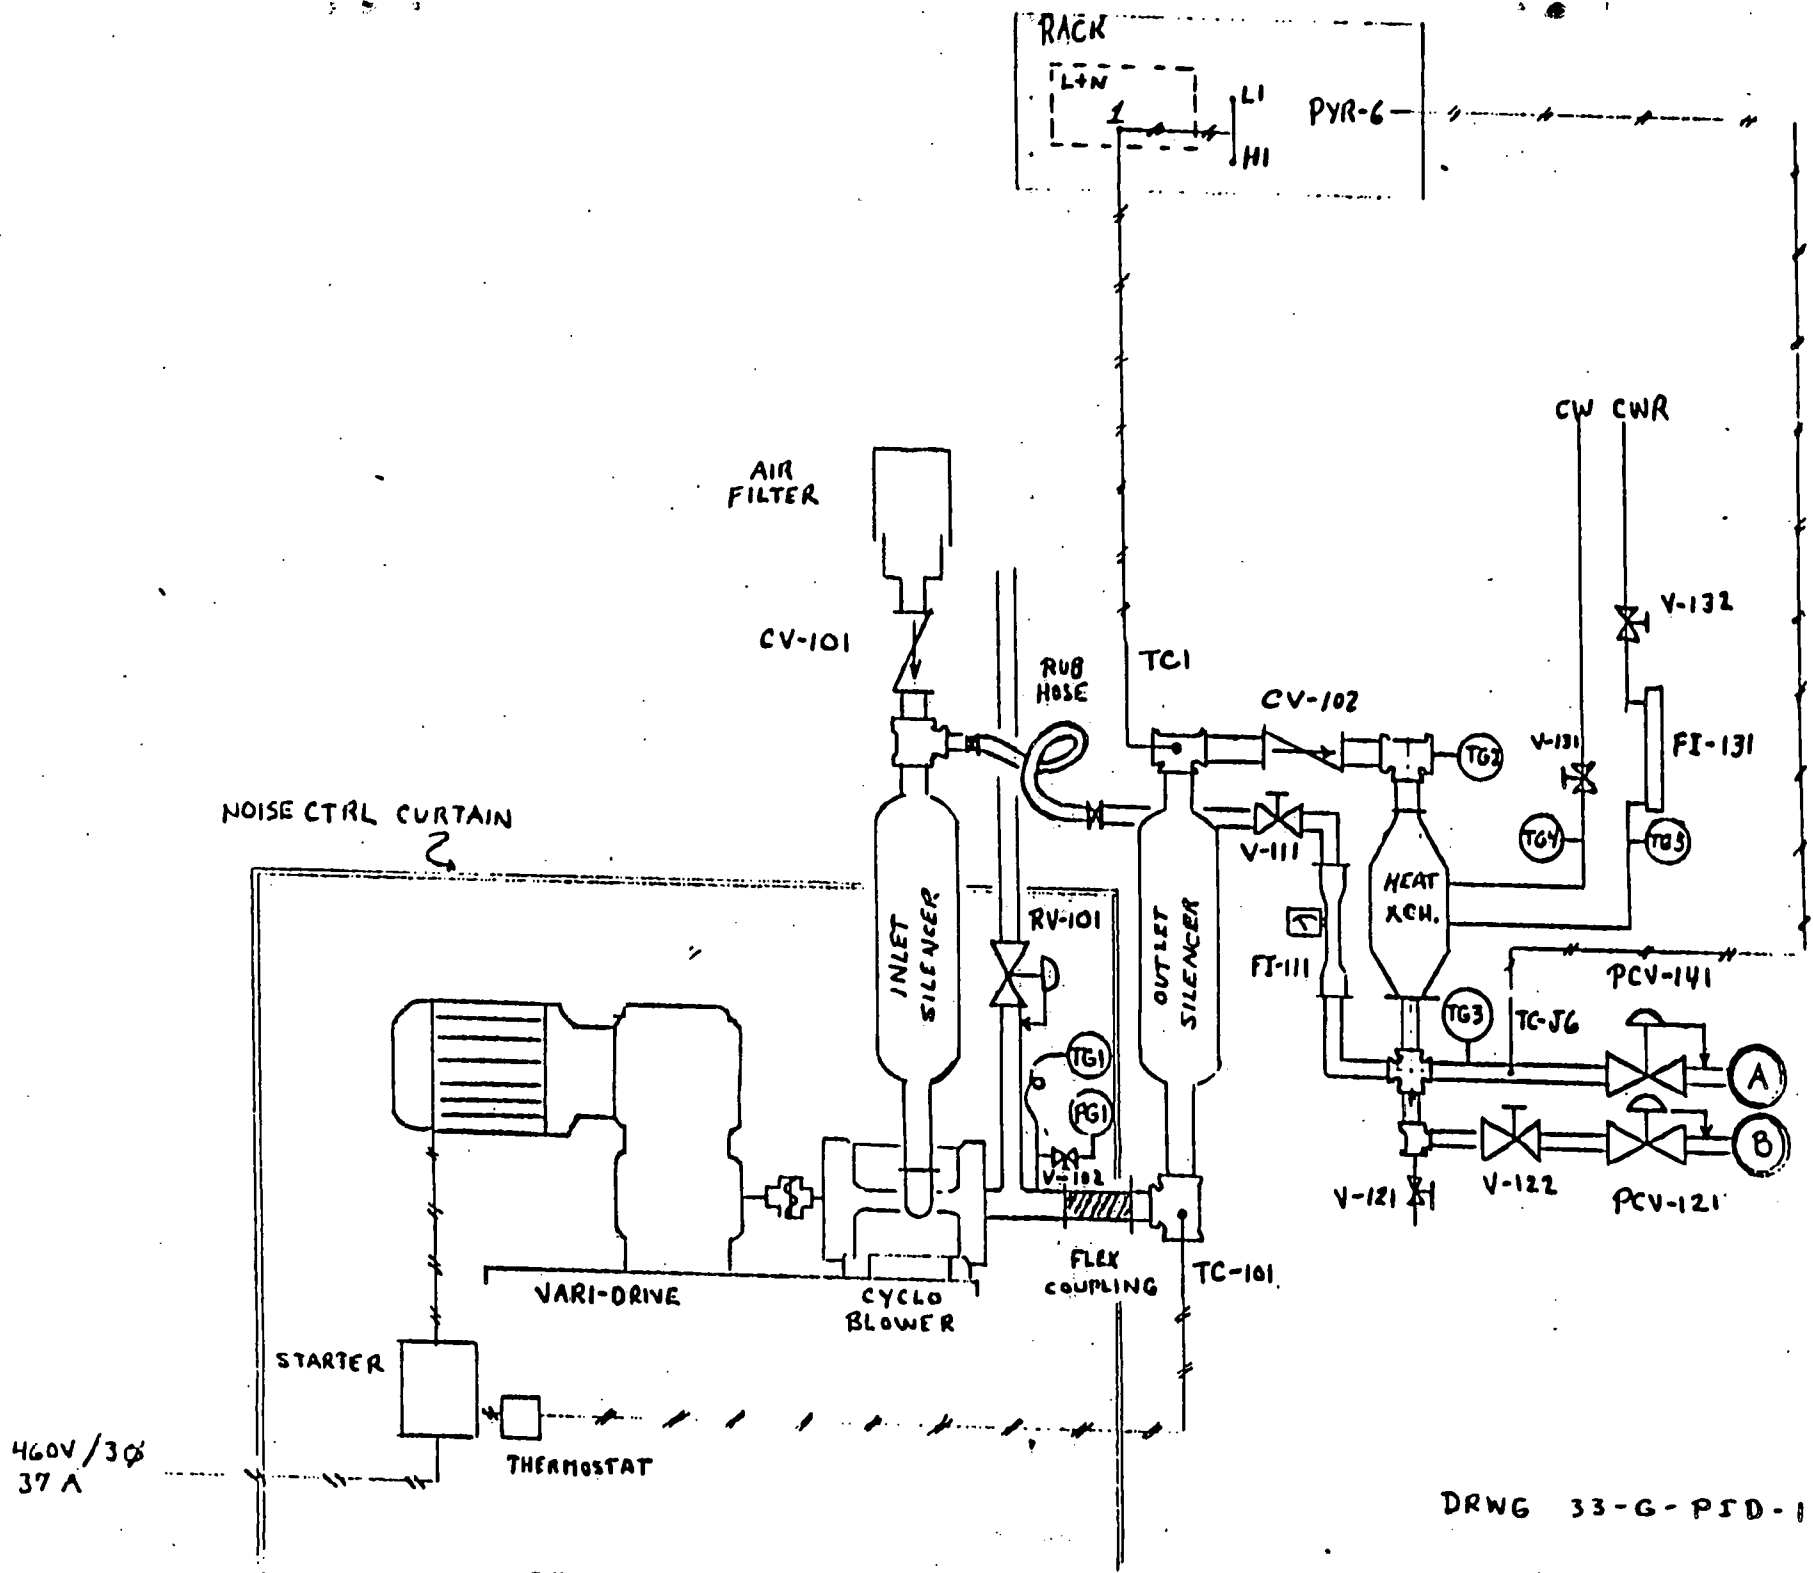 RACK
L+N
1
LI
HI
PYR-6
CW CWR
AIR
FILTER
V-132
CV-101
RUB
HOSE
TC1
CV-102
TG2
V-131
FI-131
NOISE CTRL CURTAIN
TG4
TG5
V-111
HEAT
XCH.
INLET
SILENCER
RV-101
OUTLET
SILENCER
FI-111
PCV-141
TG3
TC-J6
TG1
PG1
A
B
V-102
V-121
V-122
PCV-121
FLEX
COUPLING
TC-101
VARI-DRIVE
CYCLO
BLOWER
STARTER
THERMOSTAT
460V/3Ø
37 A
DRWG 33-G-PID-1